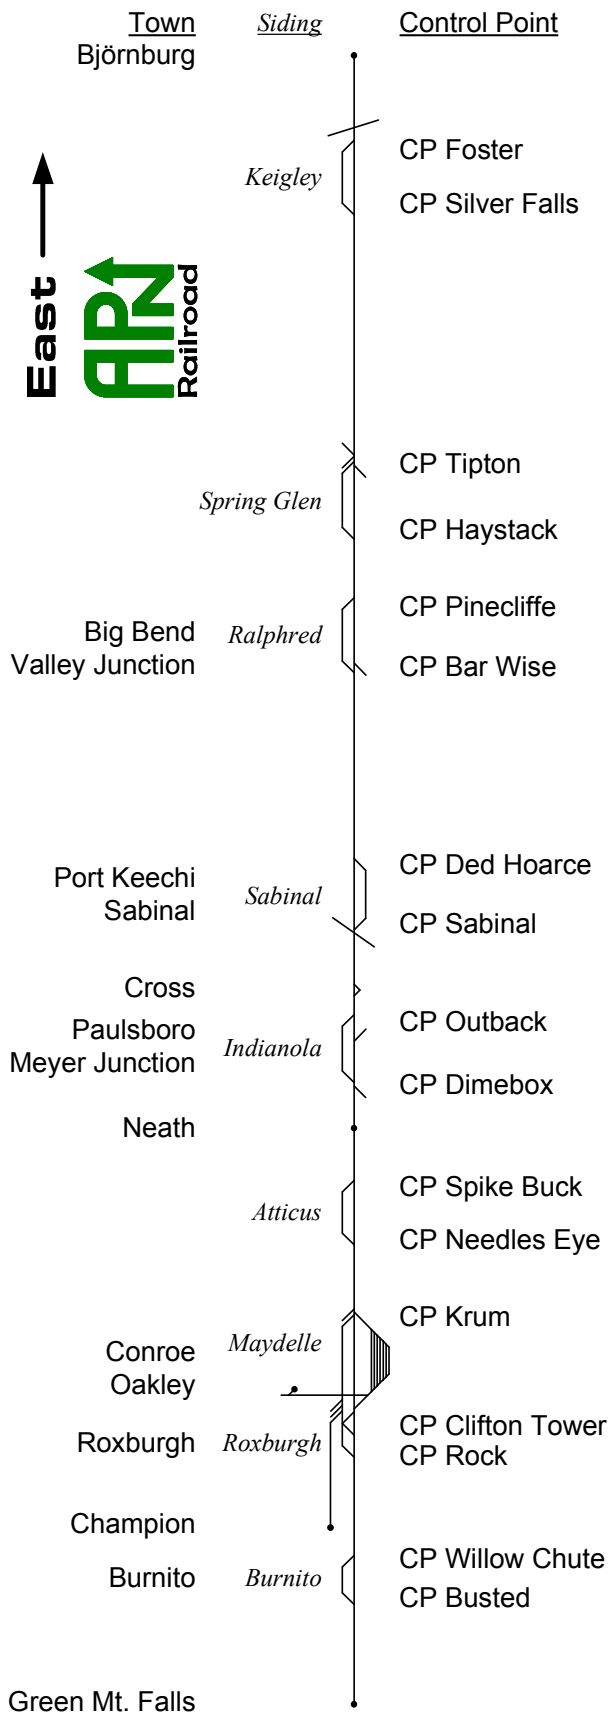 Town Siding Control Point
Björnburg
CP Foster
Keigley
CP Silver Falls
East
APN
Railroad
CP Tipton
Spring Glen
CP Haystack
CP Pinecliffe
Big Bend Ralphred
Valley Junction CP Bar Wise
CP Ded Hoarce
Port Keechi
Sabinal Sabinal
CP Sabinal
Cross
Paulsboro CP Outback
Meyer Junction Indianola
CP Dimebox
Neath
CP Spike Buck
Atticus
CP Needles Eye
CP Krum
Maydelle
Conroe
Oakley
CP Clifton Tower
Roxburgh Roxburgh
CP Rock
Champion
CP Willow Chute
Burnito Burnito
CP Busted
Green Mt. Falls